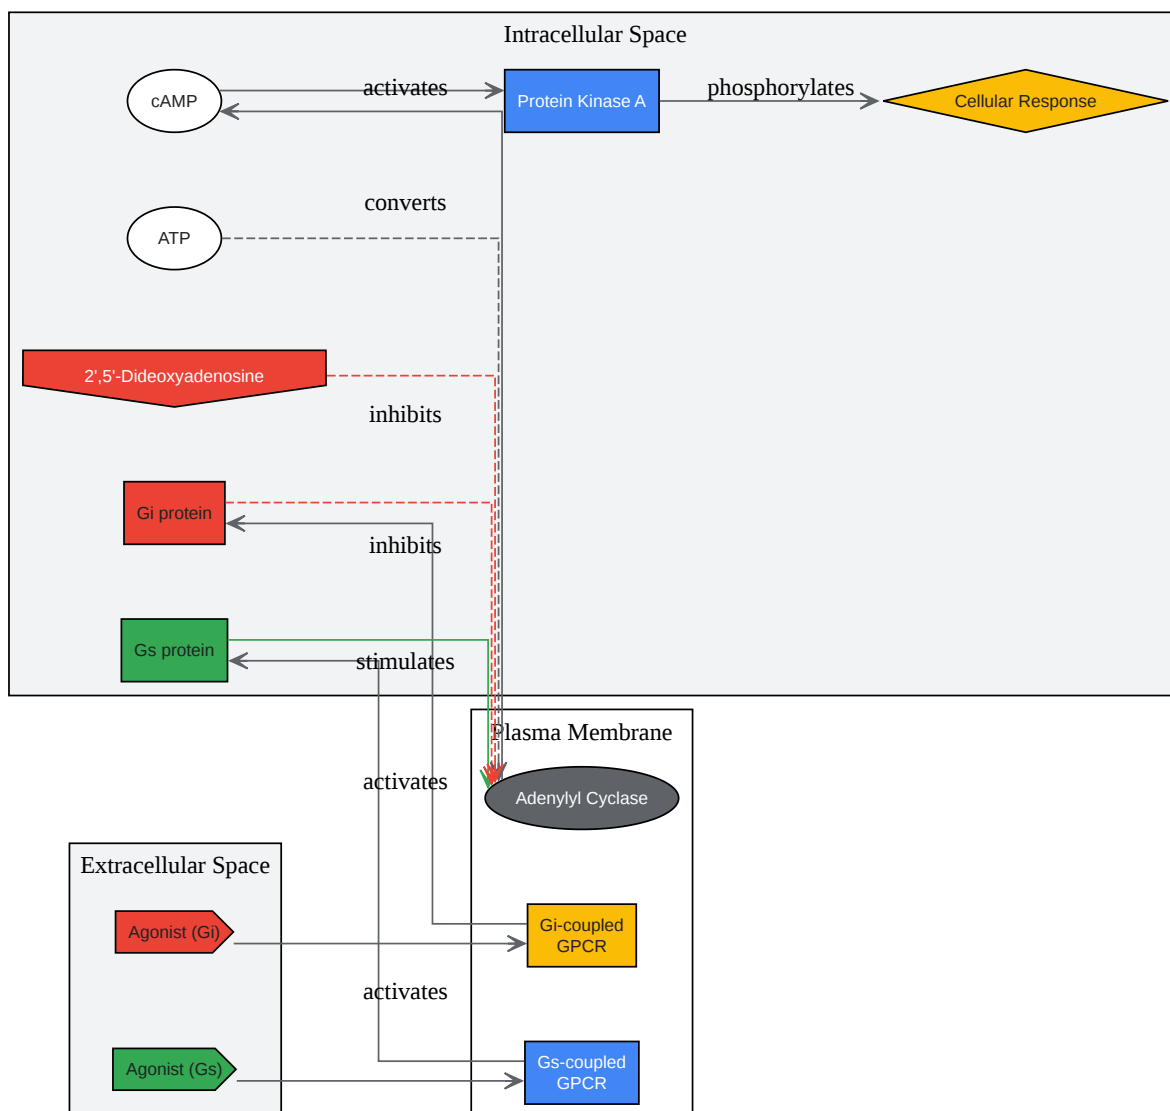 Intracellular Space
cAMP
activates
Protein Kinase A
phosphorylates
Cellular Response
converts
ATP
2',5'-Dideoxyadenosine
inhibits
Gi protein
inhibits
Gs protein
stimulates
Plasma Membrane
activates
Adenylyl Cyclase
Extracellular Space
Agonist (Gi)
Gi-coupled
GPCR
activates
Agonist (Gs)
Gs-coupled
GPCR